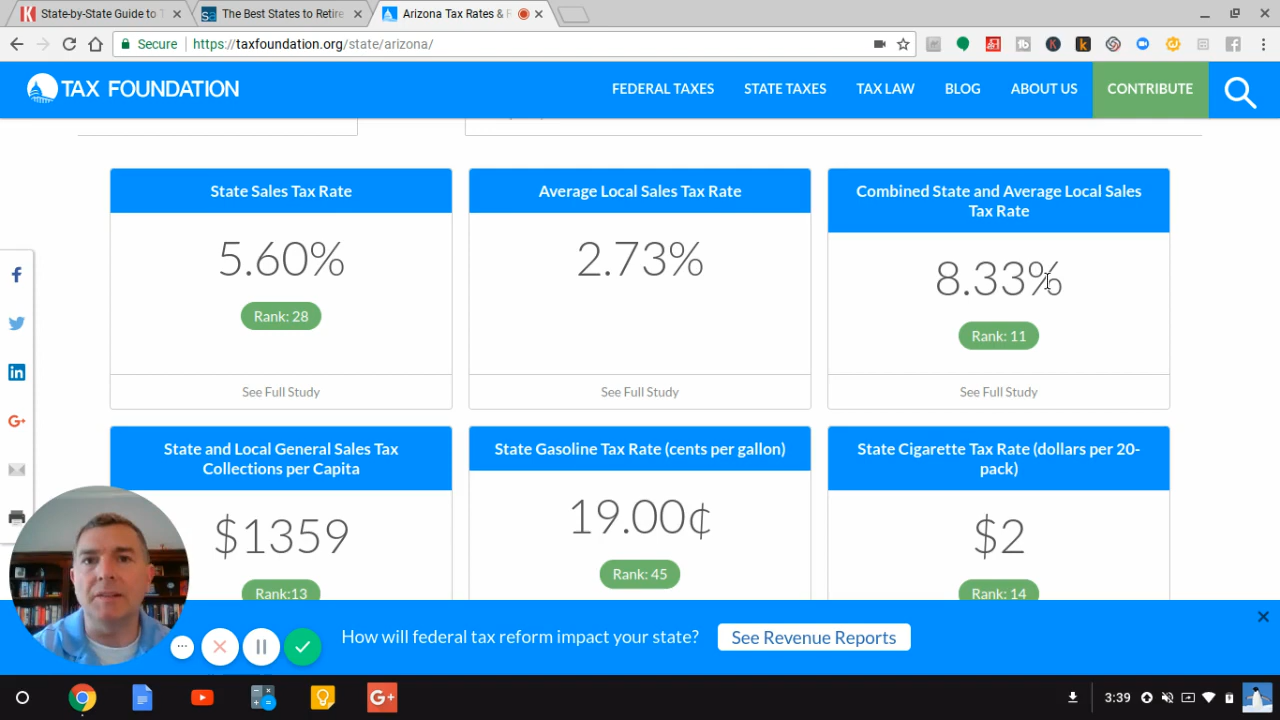 State-by-State Guide to T
The Best States to Retire
Arizona Tax Rates & R
Secure
https://taxfoundation.org/state/arizona/
TAX FOUNDATION
FEDERAL TAXES
STATE TAXES
TAX LAW
BLOG
ABOUT US
CONTRIBUTE
State Sales Tax Rate
5.60%
Rank: 28
See Full Study
Average Local Sales Tax Rate
2.73%
See Full Study
Combined State and Average Local Sales
Tax Rate
8.33%
Rank: 11
See Full Study
State and Local General Sales Tax
Collections per Capita
$1359
Rank:13
State Gasoline Tax Rate (cents per gallon)
19.00¢
Rank: 45
State Cigarette Tax Rate (dollars per 20-
pack)
$2
Rank: 14
How will federal tax reform impact your state?
See Revenue Reports
3:39